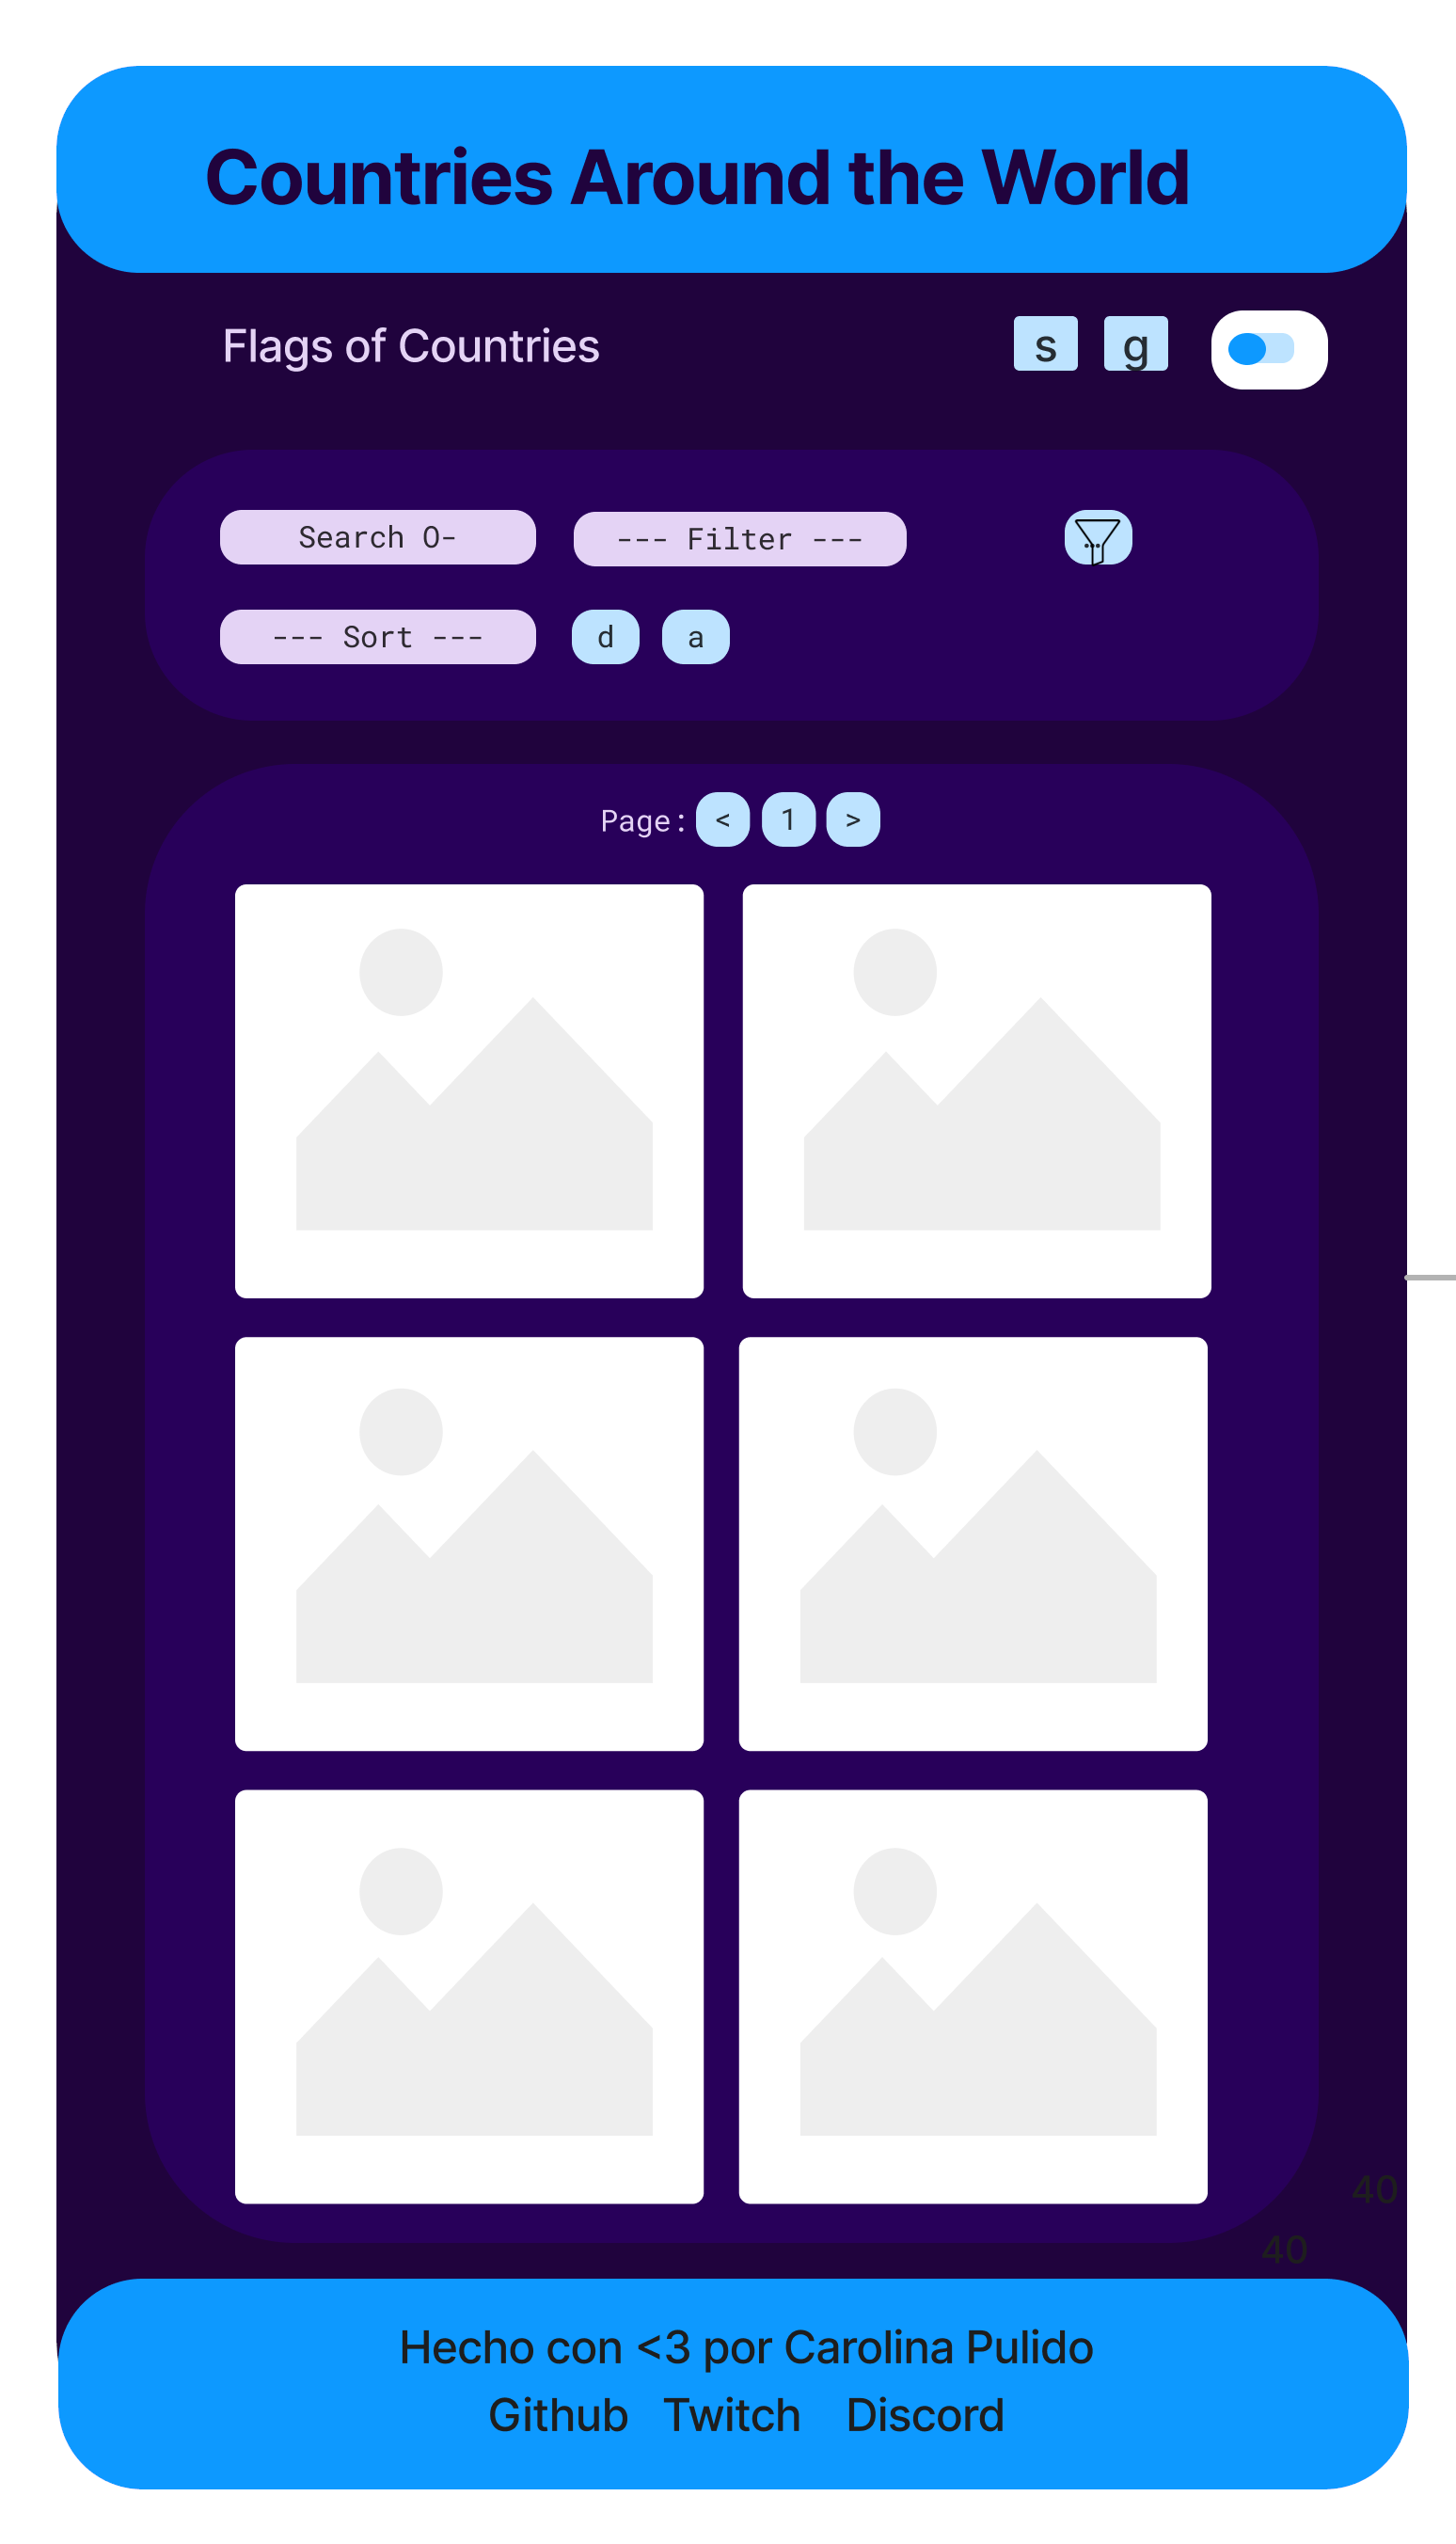 Countries Around the World
Flags of Countries
s g
Search O-
--- Filter ---
--- Sort ---
d a
Page: < 1 >
40
40
Hecho con <3 por Carolina Pulido
Github Twitch Discord